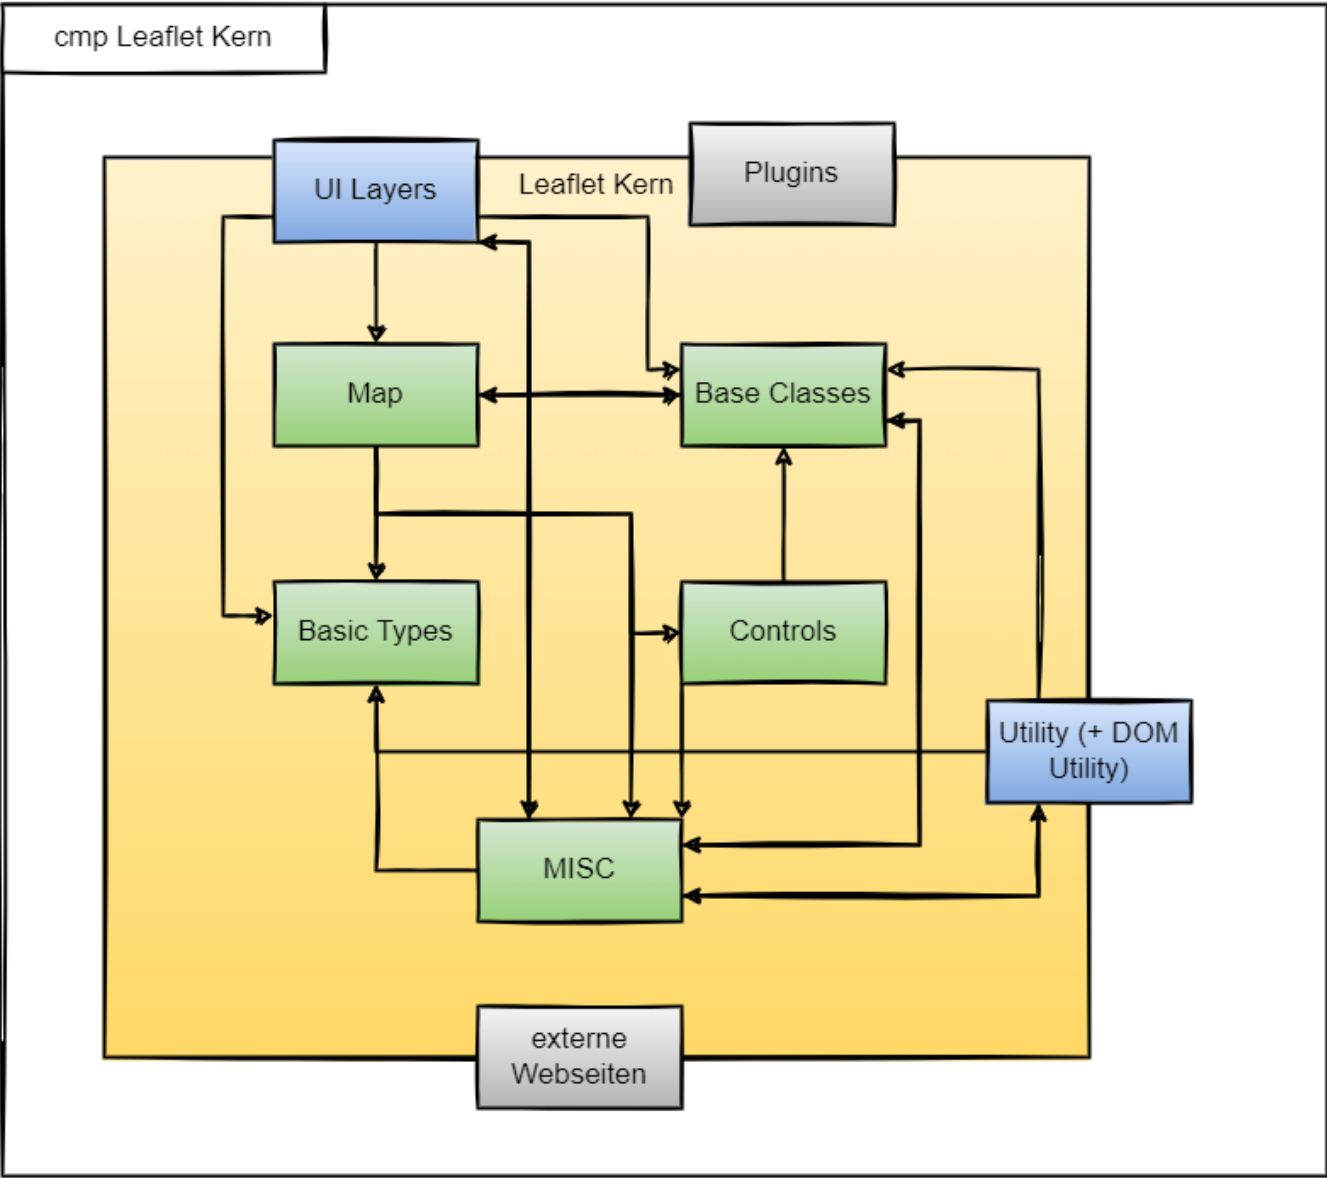 cmp Leaflet Kern
UI Layers
Leaflet Kern
Plugins
Map
Base Classes
Basic Types
Controls
Utility (+ DOM
Utility)
MISC
externe
Webseiten